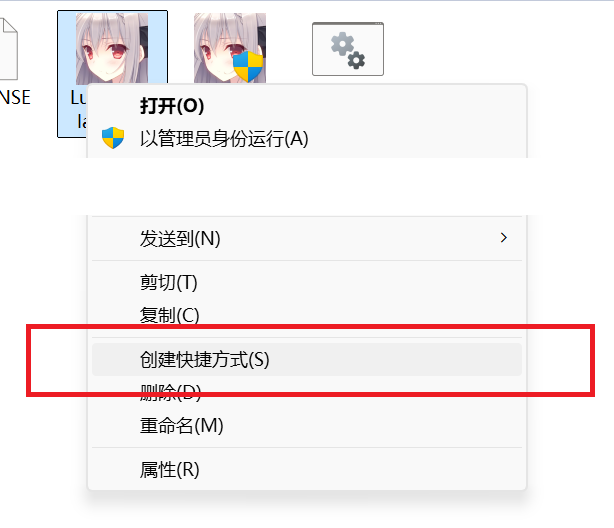 NSE
Lu
la
打开(O)
以管理员身份运行(A)
发送到(N)
剪切(T)
复制(C)
创建快捷方式(S)
删除(D)
重命名(M)
属性(R)